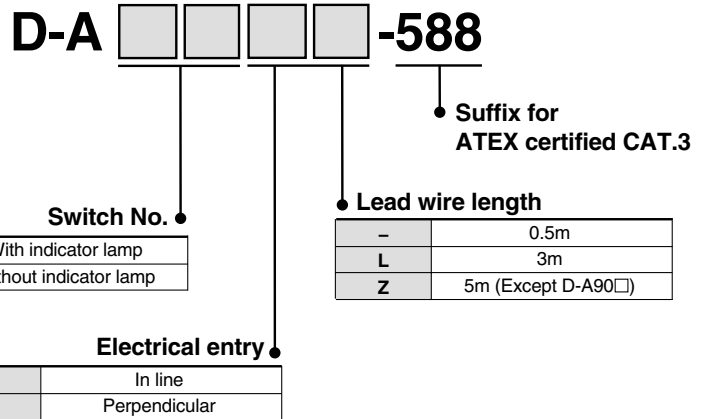 D-A -588
Suffix for
ATEX certified CAT.3
Switch No.
With indicator lamp
indicator lamp
Lead wire length
– 0.5m
L 3m
Z 5m (Except D-A90□)
Electrical entry
In line
Perpendicular